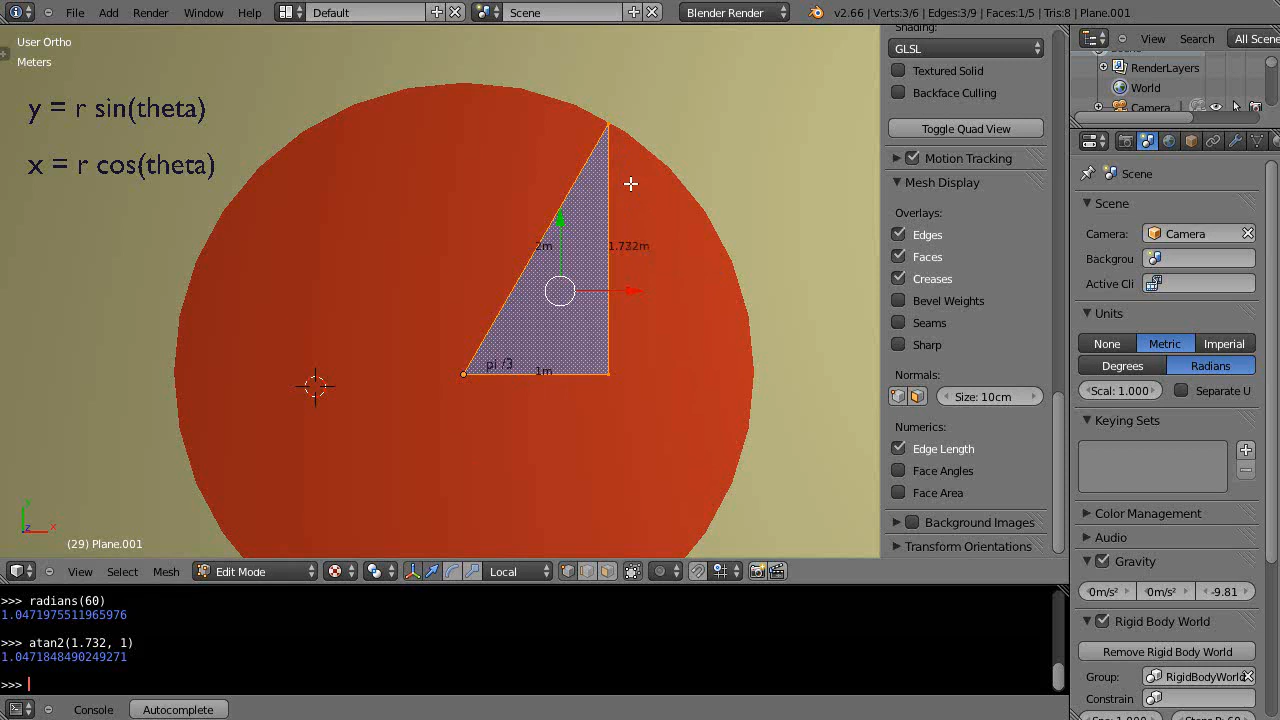 File Add Render Window Help Default Scene Blender Render v2.66 | Verts:3/6 | Edges:3/9 | Faces:1/5 | Tris:8 | Plane.001
User Ortho
Meters
y = r sin(theta)
x = r cos(theta)
2m
1.732m
pi /3
1m
(29) Plane.001
Shading:
GLSL
Textured Solid
Backface Culling
Toggle Quad View
Motion Tracking
Mesh Display
Overlays:
Edges
Faces
Creases
Bevel Weights
Seams
Sharp
Normals:
Size: 10cm
Numerics:
Edge Length
Face Angles
Face Area
Background Images
Transform Orientations
View Search All Scene
RenderLayers
World
Camera
Scene
Scene
Camera: Camera
Backgrou
Active Cli
Units
None Metric Imperial
Degrees Radians
Scal: 1.000 Separate U
Keying Sets
Color Management
Audio
Gravity
0m/s² 0m/s² -9.81
Rigid Body World
Remove Rigid Body World
Group: RigidBodyWorld
Constrain
View Select Mesh Edit Mode Local
>>> radians(60)
1.0471975511965976
>>> atan2(1.732, 1)
1.0471848490249271
>>>
Console Autocomplete